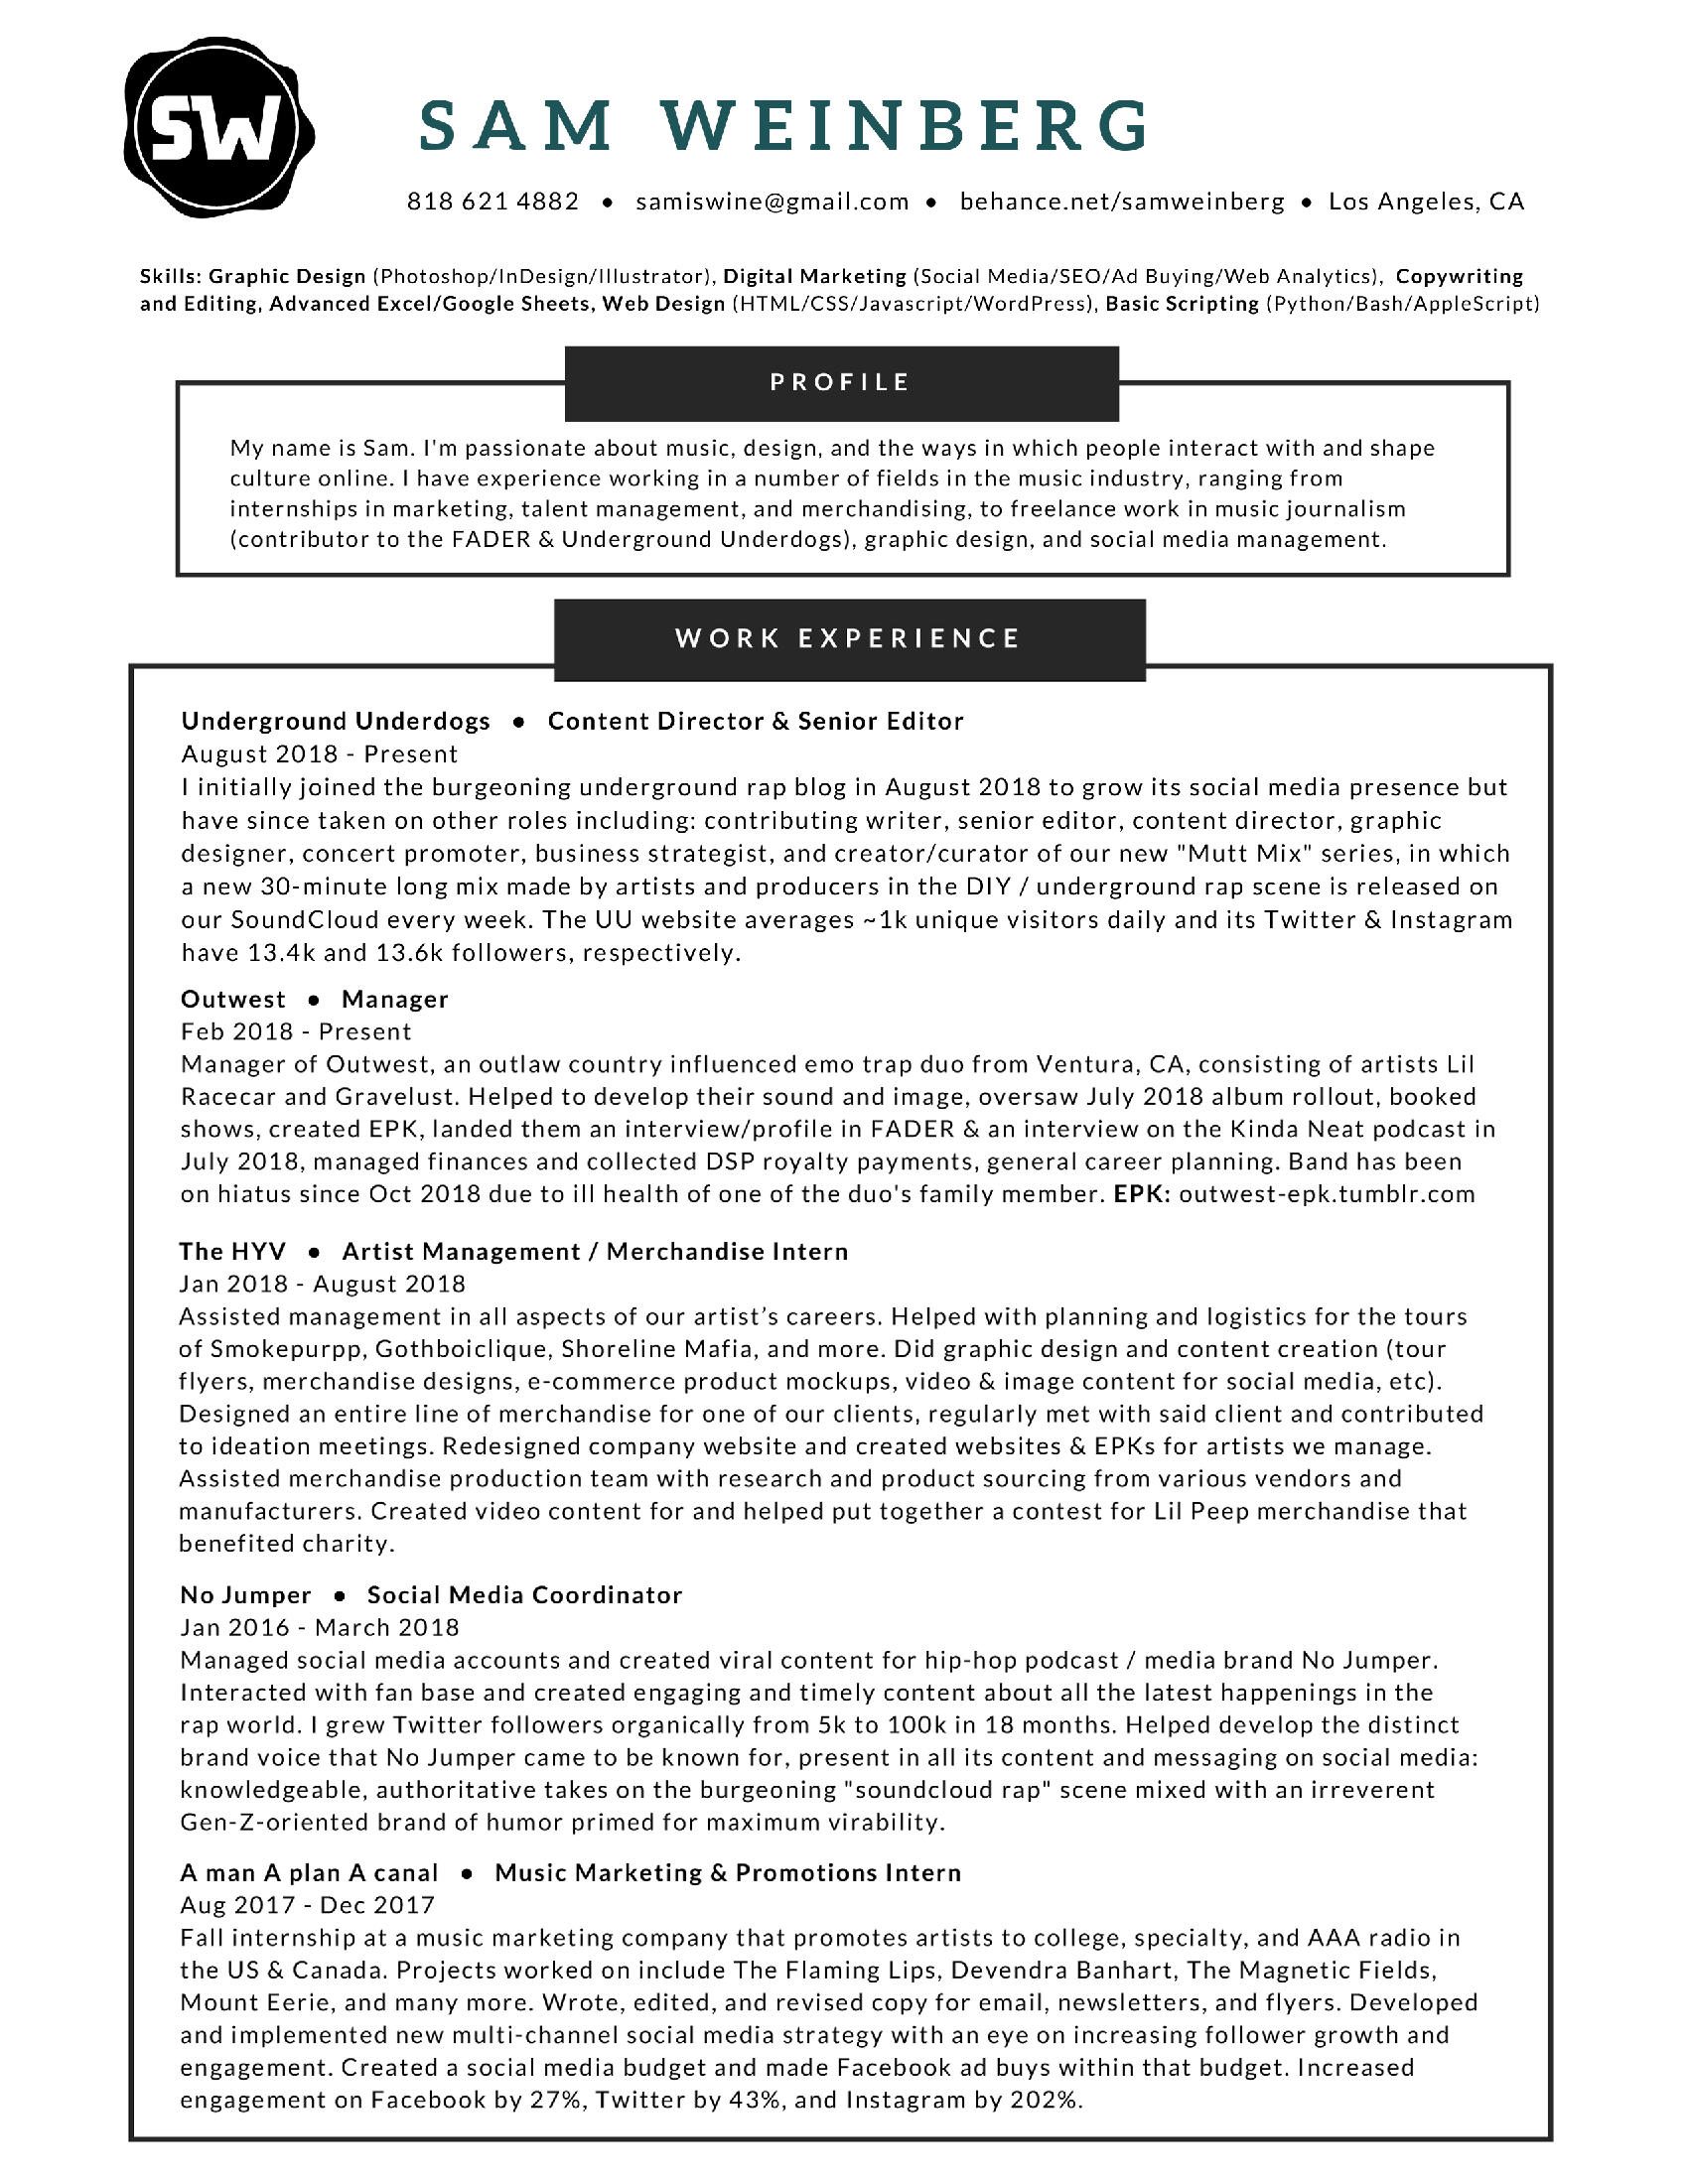 SW
SAM WEINBERG
818 621 4882 • samiswine@gmail.com • behance.net/samweinberg • Los Angeles, CA
Skills: Graphic Design (Photoshop/InDesign/Illustrator), Digital Marketing (Social Media/SEO/Ad Buying/Web Analytics), Copywriting
and Editing, Advanced Excel/Google Sheets, Web Design (HTML/CSS/Javascript/WordPress), Basic Scripting (Python/Bash/AppleScript)
PROFILE
My name is Sam. I'm passionate about music, design, and the ways in which people interact with and shape
culture online. I have experience working in a number of fields in the music industry, ranging from
internships in marketing, talent management, and merchandising, to freelance work in music journalism
(contributor to the FADER & Underground Underdogs), graphic design, and social media management.
WORK EXPERIENCE
Underground Underdogs • Content Director & Senior Editor
August 2018 - Present
I initially joined the burgeoning underground rap blog in August 2018 to grow its social media presence but
have since taken on other roles including: contributing writer, senior editor, content director, graphic
designer, concert promoter, business strategist, and creator/curator of our new "Mutt Mix" series, in which
a new 30-minute long mix made by artists and producers in the DIY / underground rap scene is released on
our SoundCloud every week. The UU website averages ~1k unique visitors daily and its Twitter & Instagram
have 13.4k and 13.6k followers, respectively.
Outwest • Manager
Feb 2018 - Present
Manager of Outwest, an outlaw country influenced emo trap duo from Ventura, CA, consisting of artists Lil
Racecar and Gravelust. Helped to develop their sound and image, oversaw July 2018 album rollout, booked
shows, created EPK, landed them an interview/profile in FADER & an interview on the Kinda Neat podcast in
July 2018, managed finances and collected DSP royalty payments, general career planning. Band has been
on hiatus since Oct 2018 due to ill health of one of the duo's family member. EPK: outwest-epk.tumblr.com
The HYV • Artist Management / Merchandise Intern
Jan 2018 - August 2018
Assisted management in all aspects of our artist’s careers. Helped with planning and logistics for the tours
of Smokepurpp, Gothboiclique, Shoreline Mafia, and more. Did graphic design and content creation (tour
flyers, merchandise designs, e-commerce product mockups, video & image content for social media, etc).
Designed an entire line of merchandise for one of our clients, regularly met with said client and contributed
to ideation meetings. Redesigned company website and created websites & EPKs for artists we manage.
Assisted merchandise production team with research and product sourcing from various vendors and
manufacturers. Created video content for and helped put together a contest for Lil Peep merchandise that
benefited charity.
No Jumper • Social Media Coordinator
Jan 2016 - March 2018
Managed social media accounts and created viral content for hip-hop podcast / media brand No Jumper.
Interacted with fan base and created engaging and timely content about all the latest happenings in the
rap world. I grew Twitter followers organically from 5k to 100k in 18 months. Helped develop the distinct
brand voice that No Jumper came to be known for, present in all its content and messaging on social media:
knowledgeable, authoritative takes on the burgeoning "soundcloud rap" scene mixed with an irreverent
Gen-Z-oriented brand of humor primed for maximum virability.
A man A plan A canal • Music Marketing & Promotions Intern
Aug 2017 - Dec 2017
Fall internship at a music marketing company that promotes artists to college, specialty, and AAA radio in
the US & Canada. Projects worked on include The Flaming Lips, Devendra Banhart, The Magnetic Fields,
Mount Eerie, and many more. Wrote, edited, and revised copy for email, newsletters, and flyers. Developed
and implemented new multi-channel social media strategy with an eye on increasing follower growth and
engagement. Created a social media budget and made Facebook ad buys within that budget. Increased
engagement on Facebook by 27%, Twitter by 43%, and Instagram by 202%.